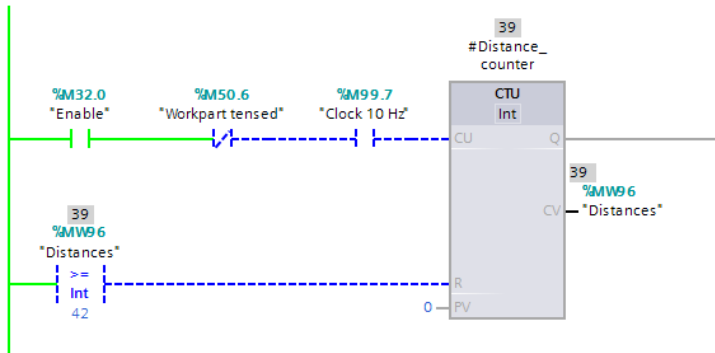 39
#Distance_
counter
%M32.0
"Enable"
%M50.6
"Workpart tensed"
%M99.7
"Clock 10 Hz"
CTU
Int
CU
Q
39
%MW96
CV
"Distances"
39
%MW96
"Distances"
>=
Int
42
R
0
PV